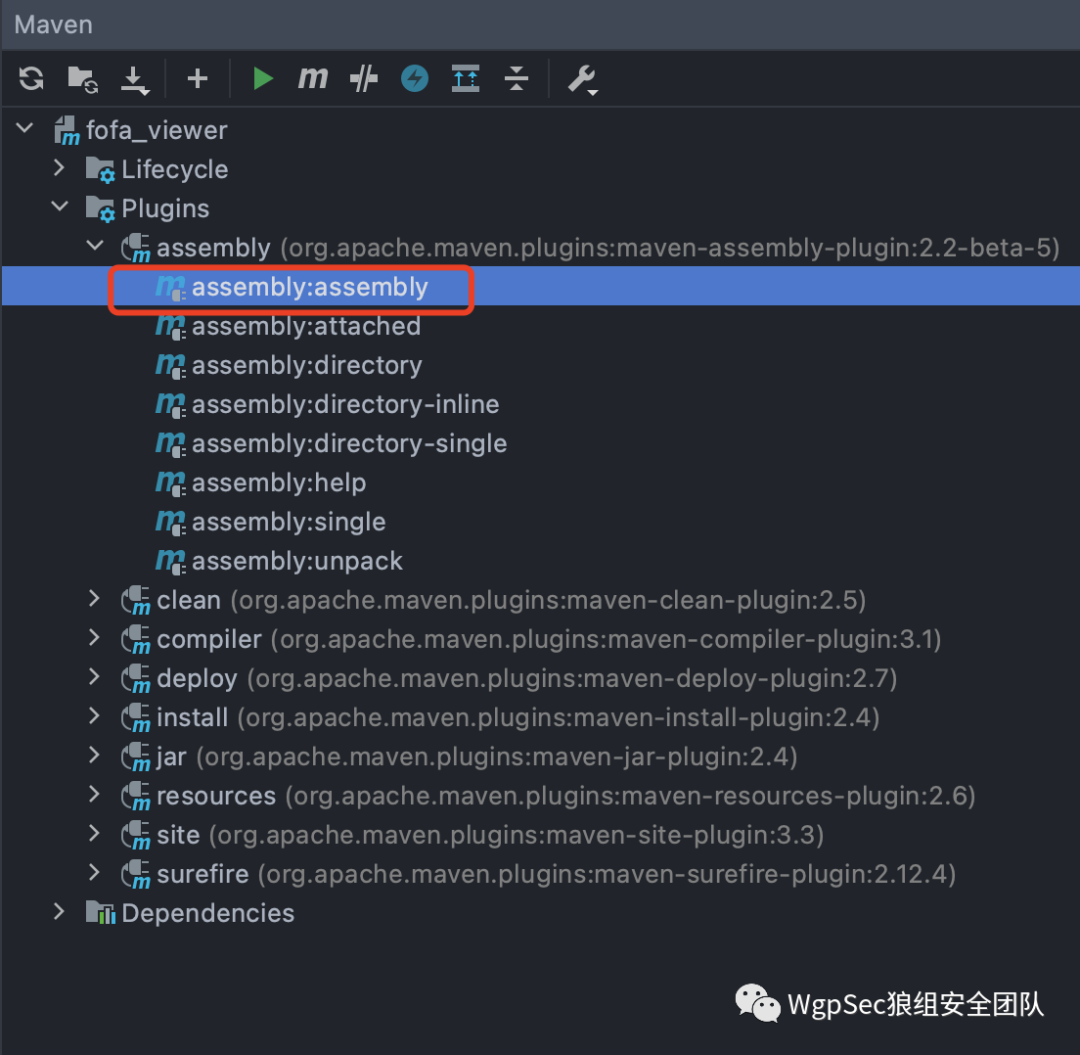 Maven
fofa_viewer
Lifecycle
Plugins
assembly (org.apache.maven.plugins:maven-assembly-plugin:2.2-beta-5)
assembly:assembly
assembly:attached
assembly:directory
assembly:directory-inline
assembly:directory-single
assembly:help
assembly:single
assembly:unpack
clean (org.apache.maven.plugins:maven-clean-plugin:2.5)
compiler (org.apache.maven.plugins:maven-compiler-plugin:3.1)
deploy (org.apache.maven.plugins:maven-deploy-plugin:2.7)
install (org.apache.maven.plugins:maven-install-plugin:2.4)
jar (org.apache.maven.plugins:maven-jar-plugin:2.4)
resources (org.apache.maven.plugins:maven-resources-plugin:2.6)
site (org.apache.maven.plugins:maven-site-plugin:3.3)
surefire (org.apache.maven.plugins:maven-surefire-plugin:2.12.4)
Dependencies
WgpSec狼组安全团队